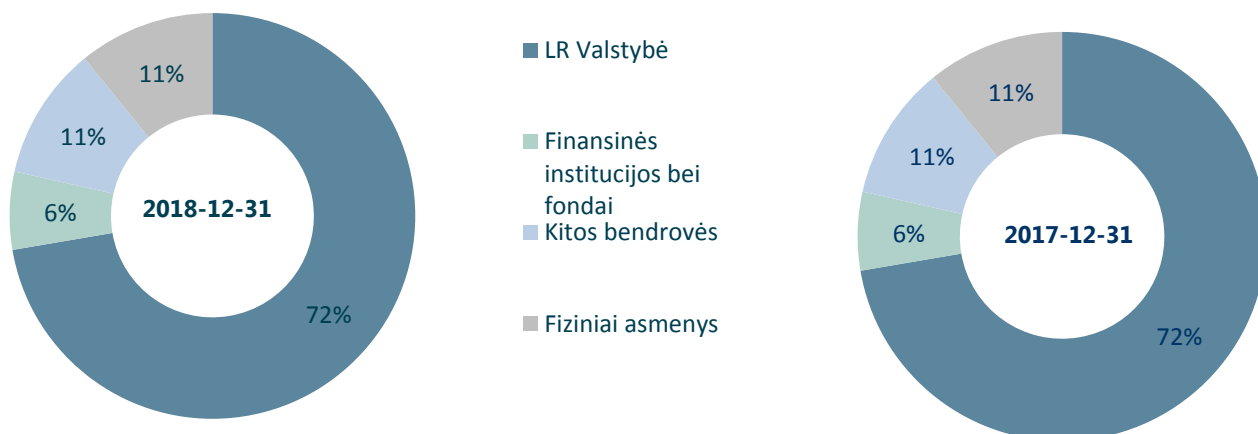 11%
11%
6%
2018-12-31
72%
LR Valstybė
Finansinės
institucijos bei
fondai
Kitos bendrovės
Fiziniai asmenys
11%
11%
6%
2017-12-31
72%